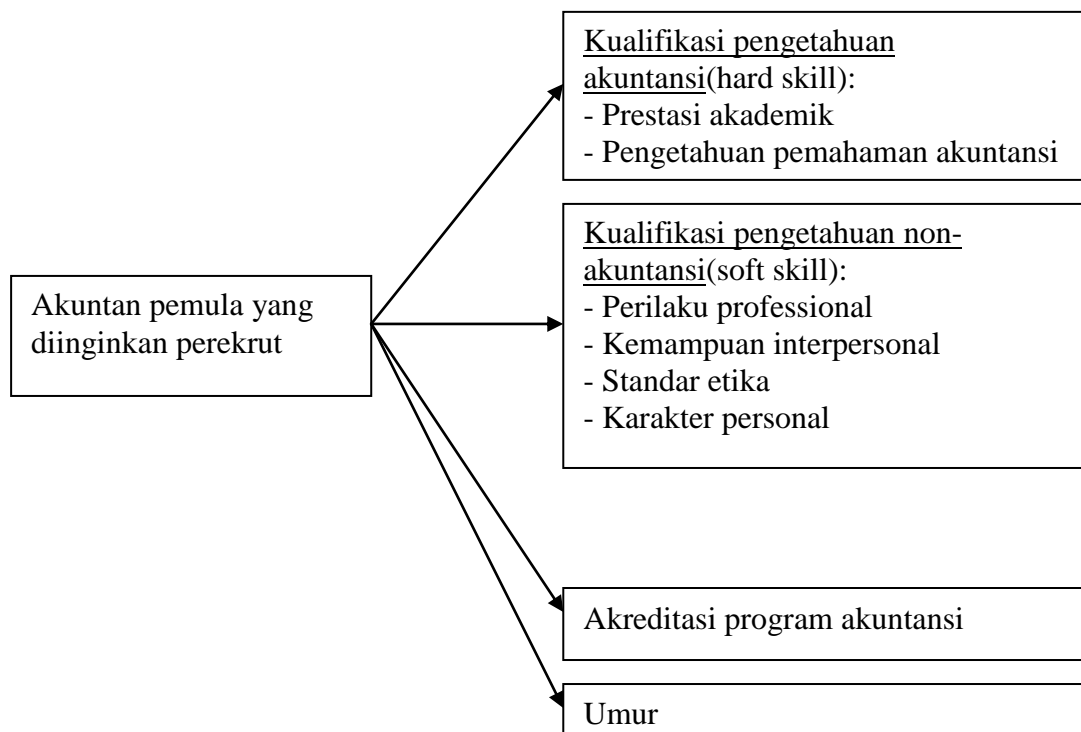 Kualifikasi pengetahuan
akuntansi(hard skill):
- Prestasi akademik
- Pengetahuan pemahaman akuntansi
Kualifikasi pengetahuan non-
akuntansi(soft skill):
- Perilaku professional
- Kemampuan interpersonal
- Standar etika
- Karakter personal
Akuntan pemula yang
diinginkan perekrut
Akreditasi program akuntansi
Umur